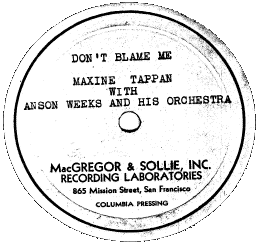 DON'T BLAME ME
MAXINE TAPPAN
WITH
ANSON WEEKS AND HIS ORCHESTRA
MacGREGOR & SOLLIE, INC.
RECORDING LABORATORIES
865 Mission Street, San Francisco
COLUMBIA PRESSING